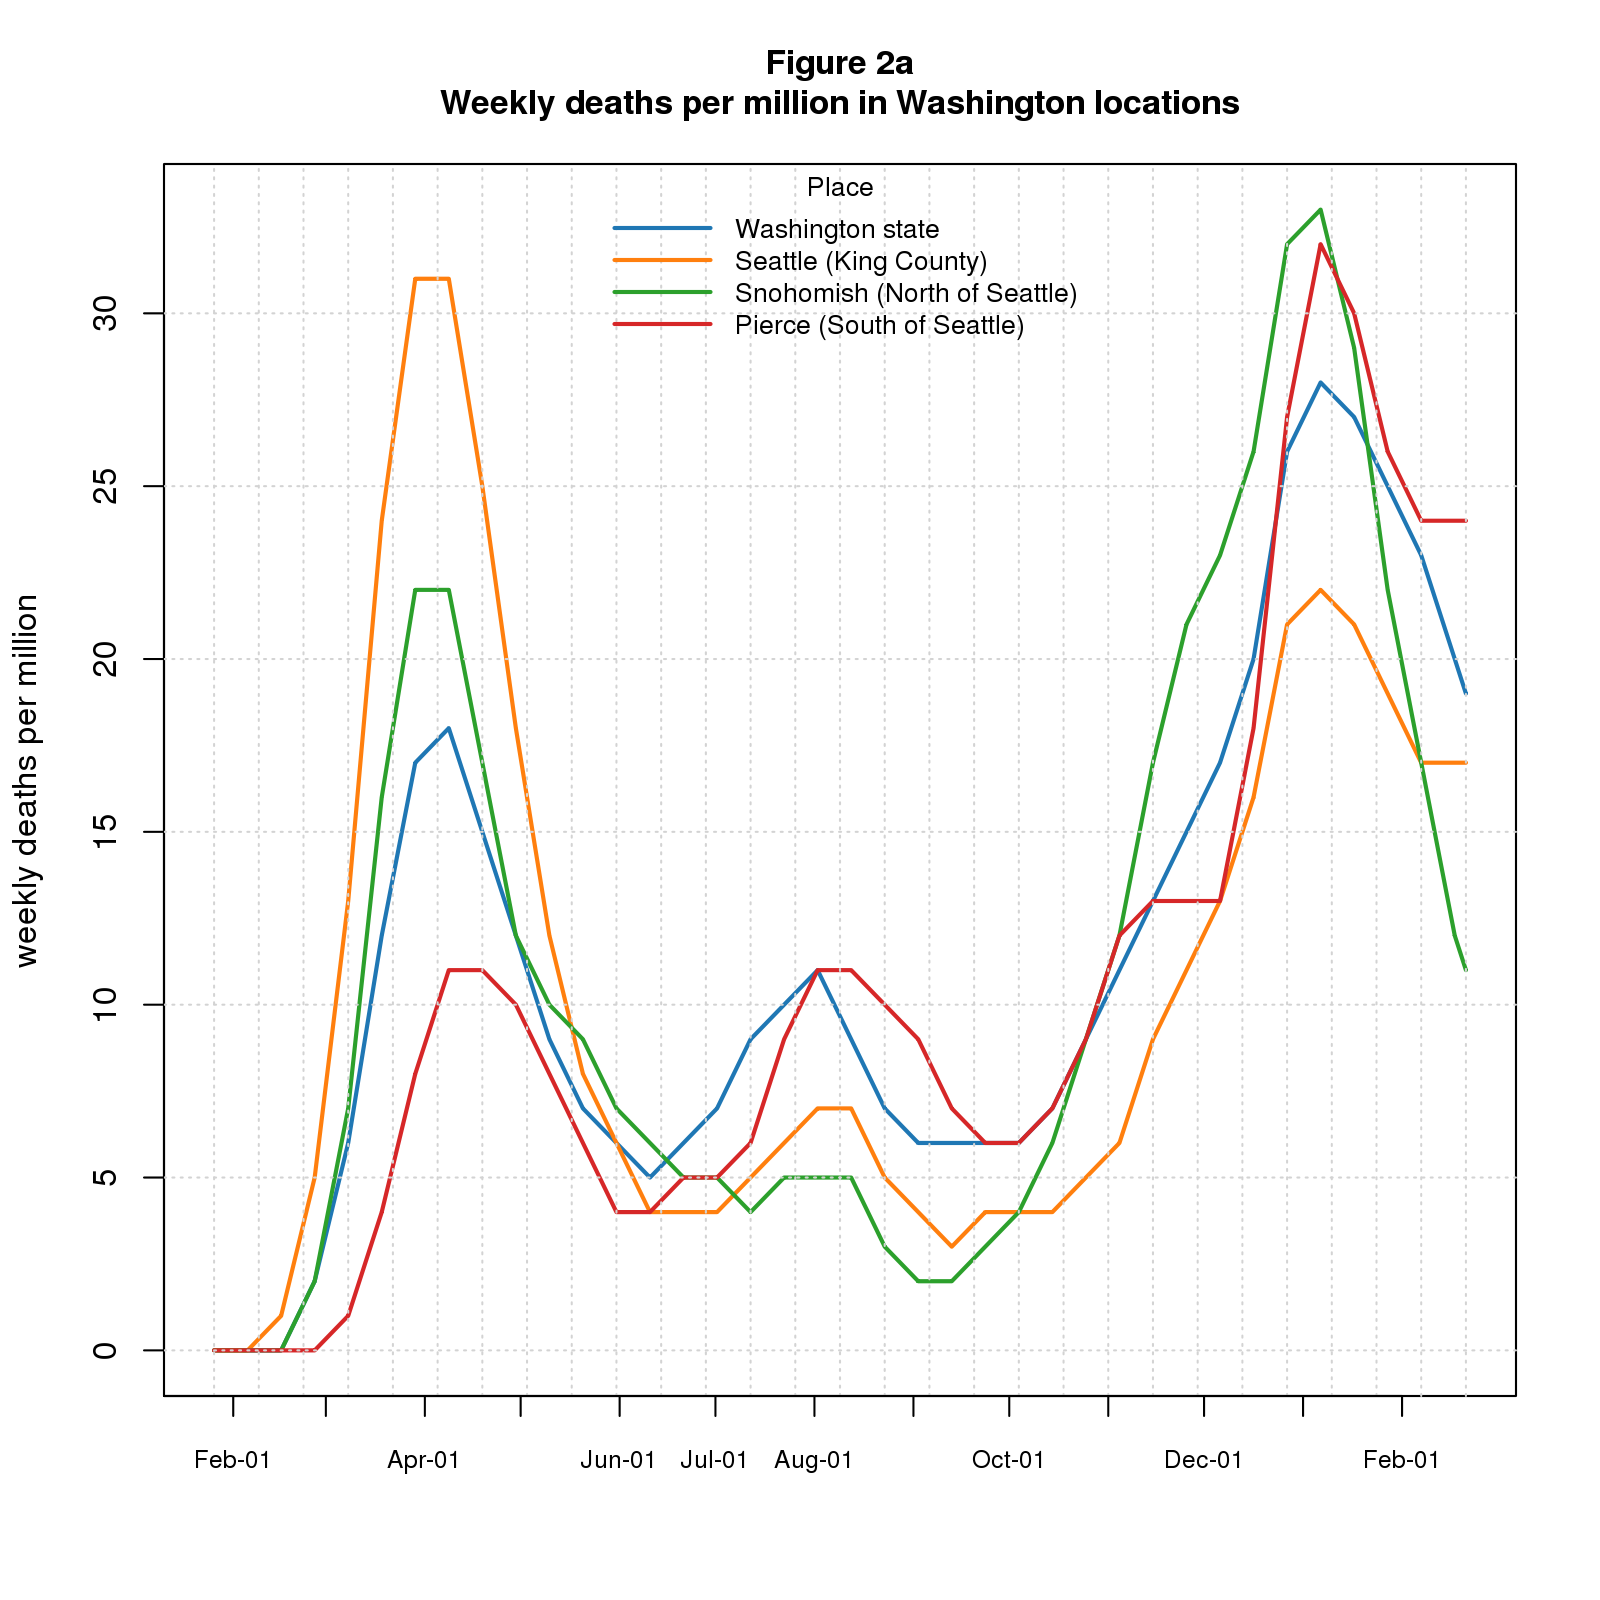 Figure 2a
Weekly deaths per million in Washington locations
Place
Washington state
Seattle (King County)
Snohomish (North of Seattle)
Pierce (South of Seattle)
weekly deaths per million
30
25
20
15
10
5
0
Feb-01 Apr-01 Jun-01 Jul-01 Aug-01 Oct-01 Dec-01 Feb-01